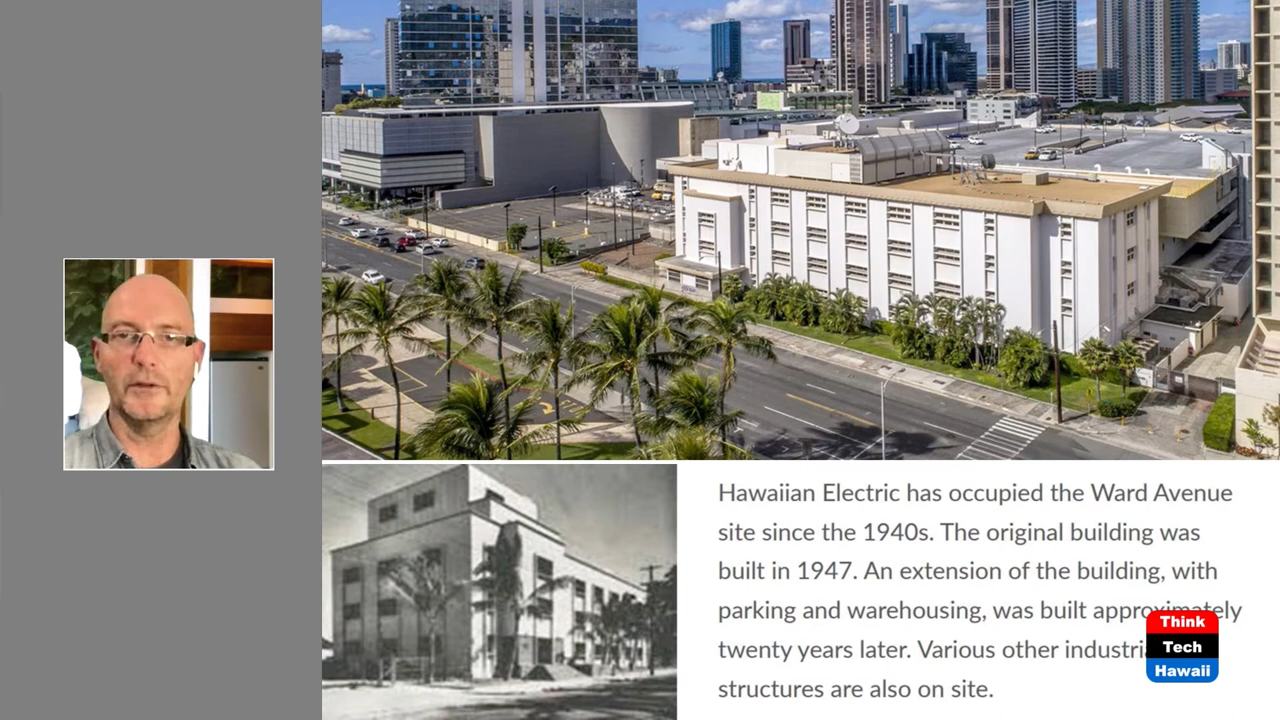 Hawaiian Electric has occupied the Ward Avenue
site since the 1940s. The original building was
built in 1947. An extension of the building, with
parking and warehousing, was built approximately
twenty years later. Various other industrial
structures are also on site.
Think
Tech
Hawaii